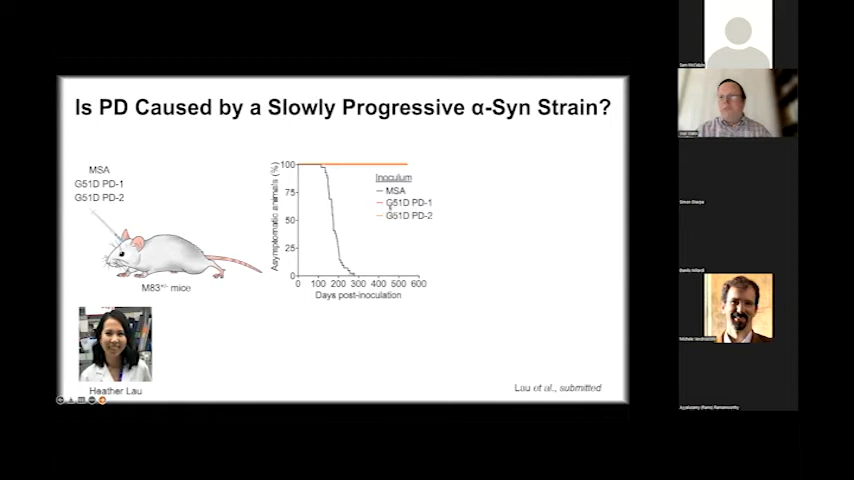 Is PD Caused by a Slowly Progressive α-Syn Strain?
MSA
G51D PD-1
G51D PD-2
M83+/- mice
Asymptomatic animals (%)
100
75
50
25
0
0 100 200 300 400 500 600
Days post-inoculation
Inoculum
MSA
G51D PD-1
G51D PD-2
Heather Lau
Lau et al., submitted